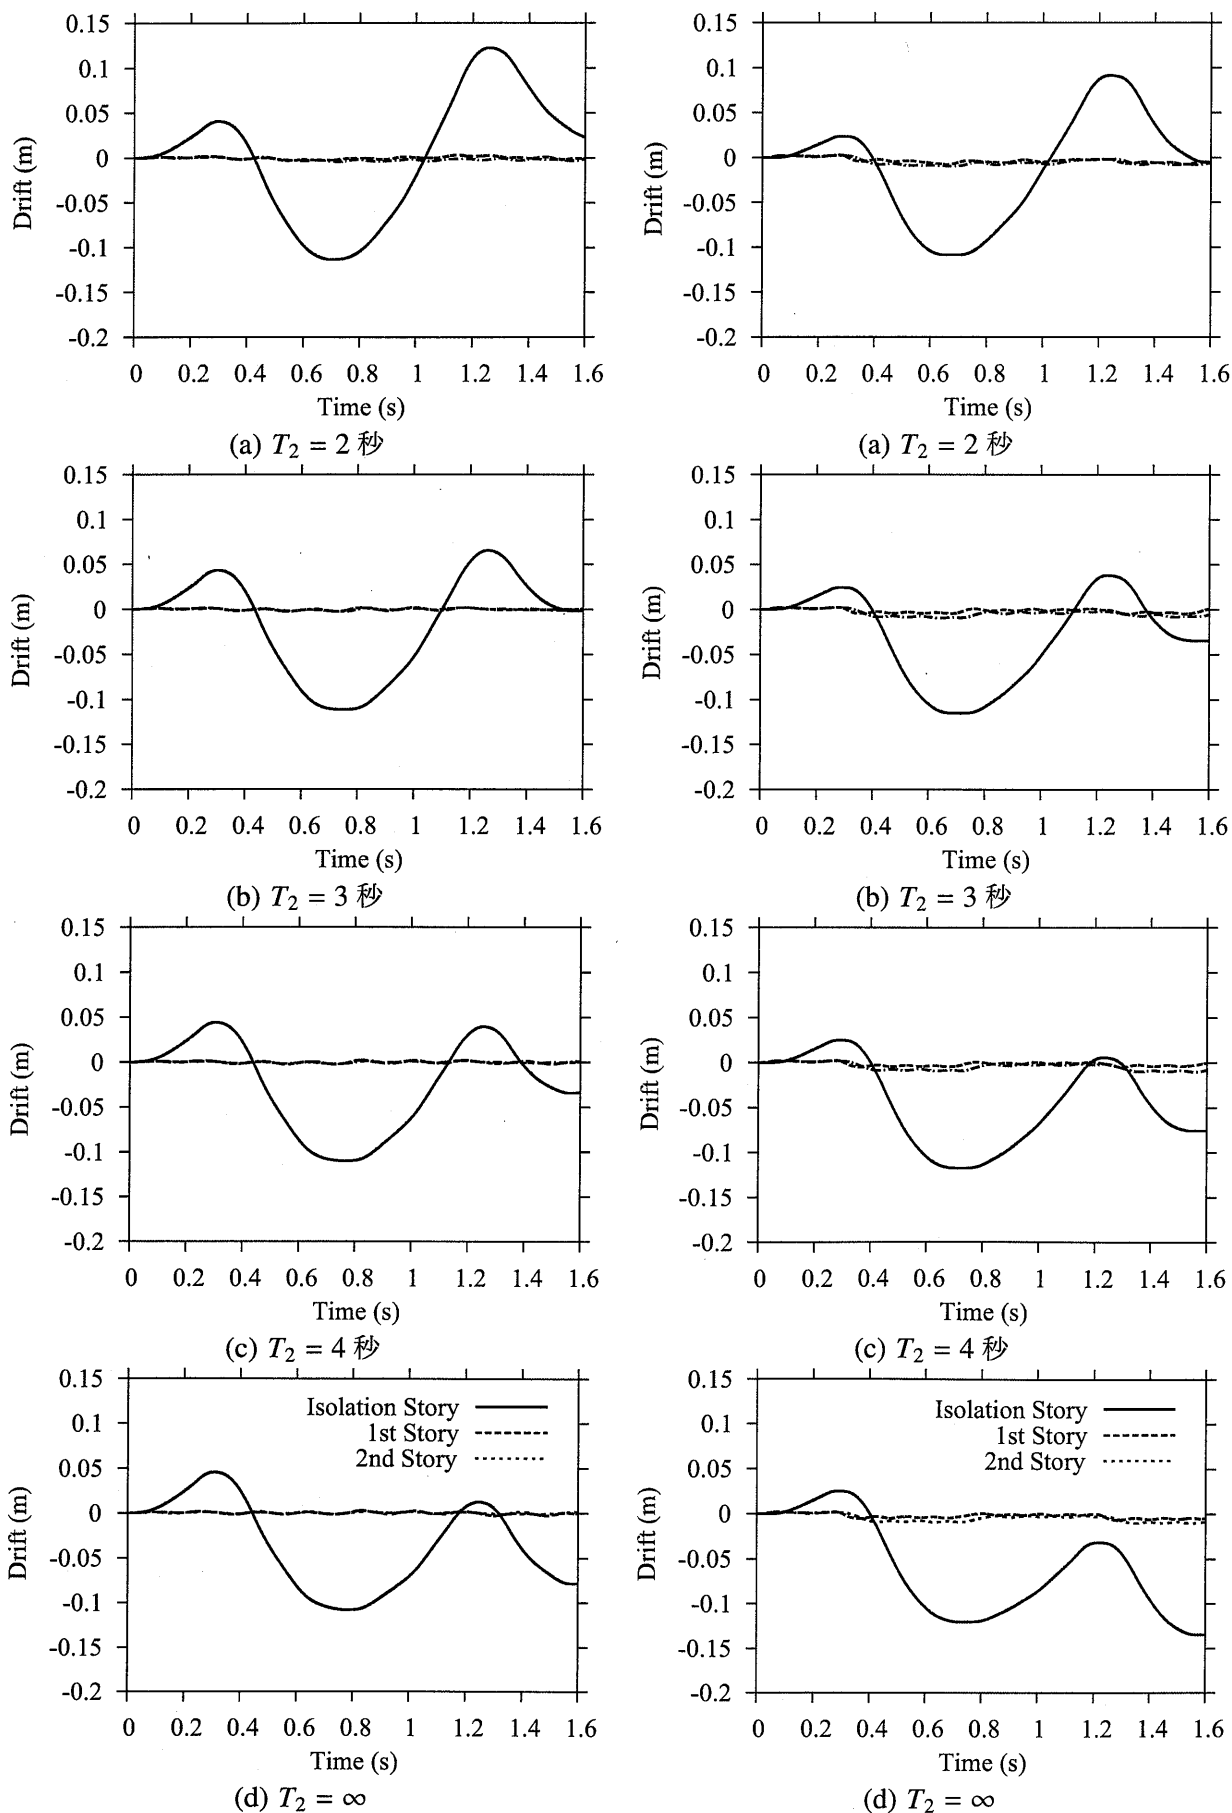 0.15
0.1
0.05
0
-0.05
-0.1
-0.15
-0.2
Drift (m)
0 0.2 0.4 0.6 0.8 1 1.2 1.4 1.6
Time (s)
(a) T₂ = 2 秒
0.15
0.1
0.05
0
-0.05
-0.1
-0.15
-0.2
Drift (m)
0 0.2 0.4 0.6 0.8 1 1.2 1.4 1.6
Time (s)
(a) T₂ = 2 秒
0.15
0.1
0.05
0
-0.05
-0.1
-0.15
-0.2
Drift (m)
0 0.2 0.4 0.6 0.8 1 1.2 1.4 1.6
Time (s)
(b) T₂ = 3 秒
0.15
0.1
0.05
0
-0.05
-0.1
-0.15
-0.2
Drift (m)
0 0.2 0.4 0.6 0.8 1 1.2 1.4 1.6
Time (s)
(b) T₂ = 3 秒
0.15
0.1
0.05
0
-0.05
-0.1
-0.15
-0.2
Drift (m)
0 0.2 0.4 0.6 0.8 1 1.2 1.4 1.6
Time (s)
(c) T₂ = 4 秒
0.15
0.1
0.05
0
-0.05
-0.1
-0.15
-0.2
Drift (m)
0 0.2 0.4 0.6 0.8 1 1.2 1.4 1.6
Time (s)
(c) T₂ = 4 秒
0.15
0.1
0.05
0
-0.05
-0.1
-0.15
-0.2
Drift (m)
Isolation Story
1st Story
2nd Story
0 0.2 0.4 0.6 0.8 1 1.2 1.4 1.6
Time (s)
(d) T₂ = ∞
0.15
0.1
0.05
0
-0.05
-0.1
-0.15
-0.2
Drift (m)
Isolation Story
1st Story
2nd Story
0 0.2 0.4 0.6 0.8 1 1.2 1.4 1.6
Time (s)
(d) T₂ = ∞